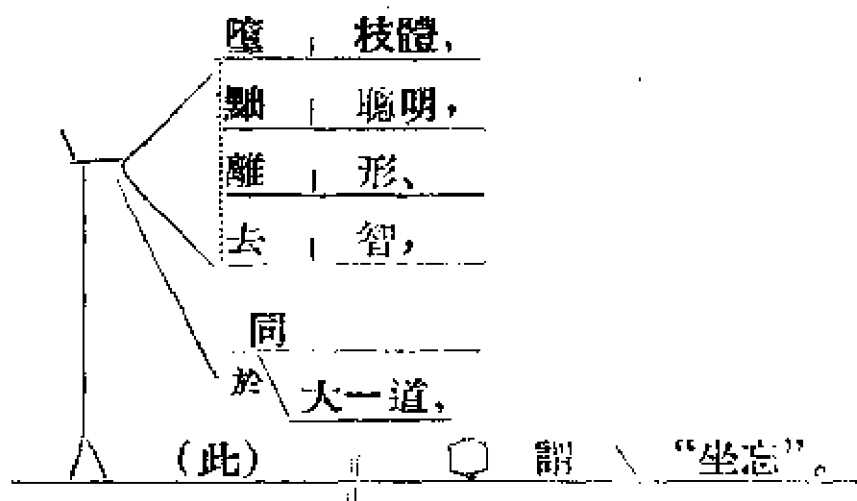 墮 枝體,
黜 聰明,
離 形、
去 智,
同
於 大一道,
(此) 謂 “坐忘”。